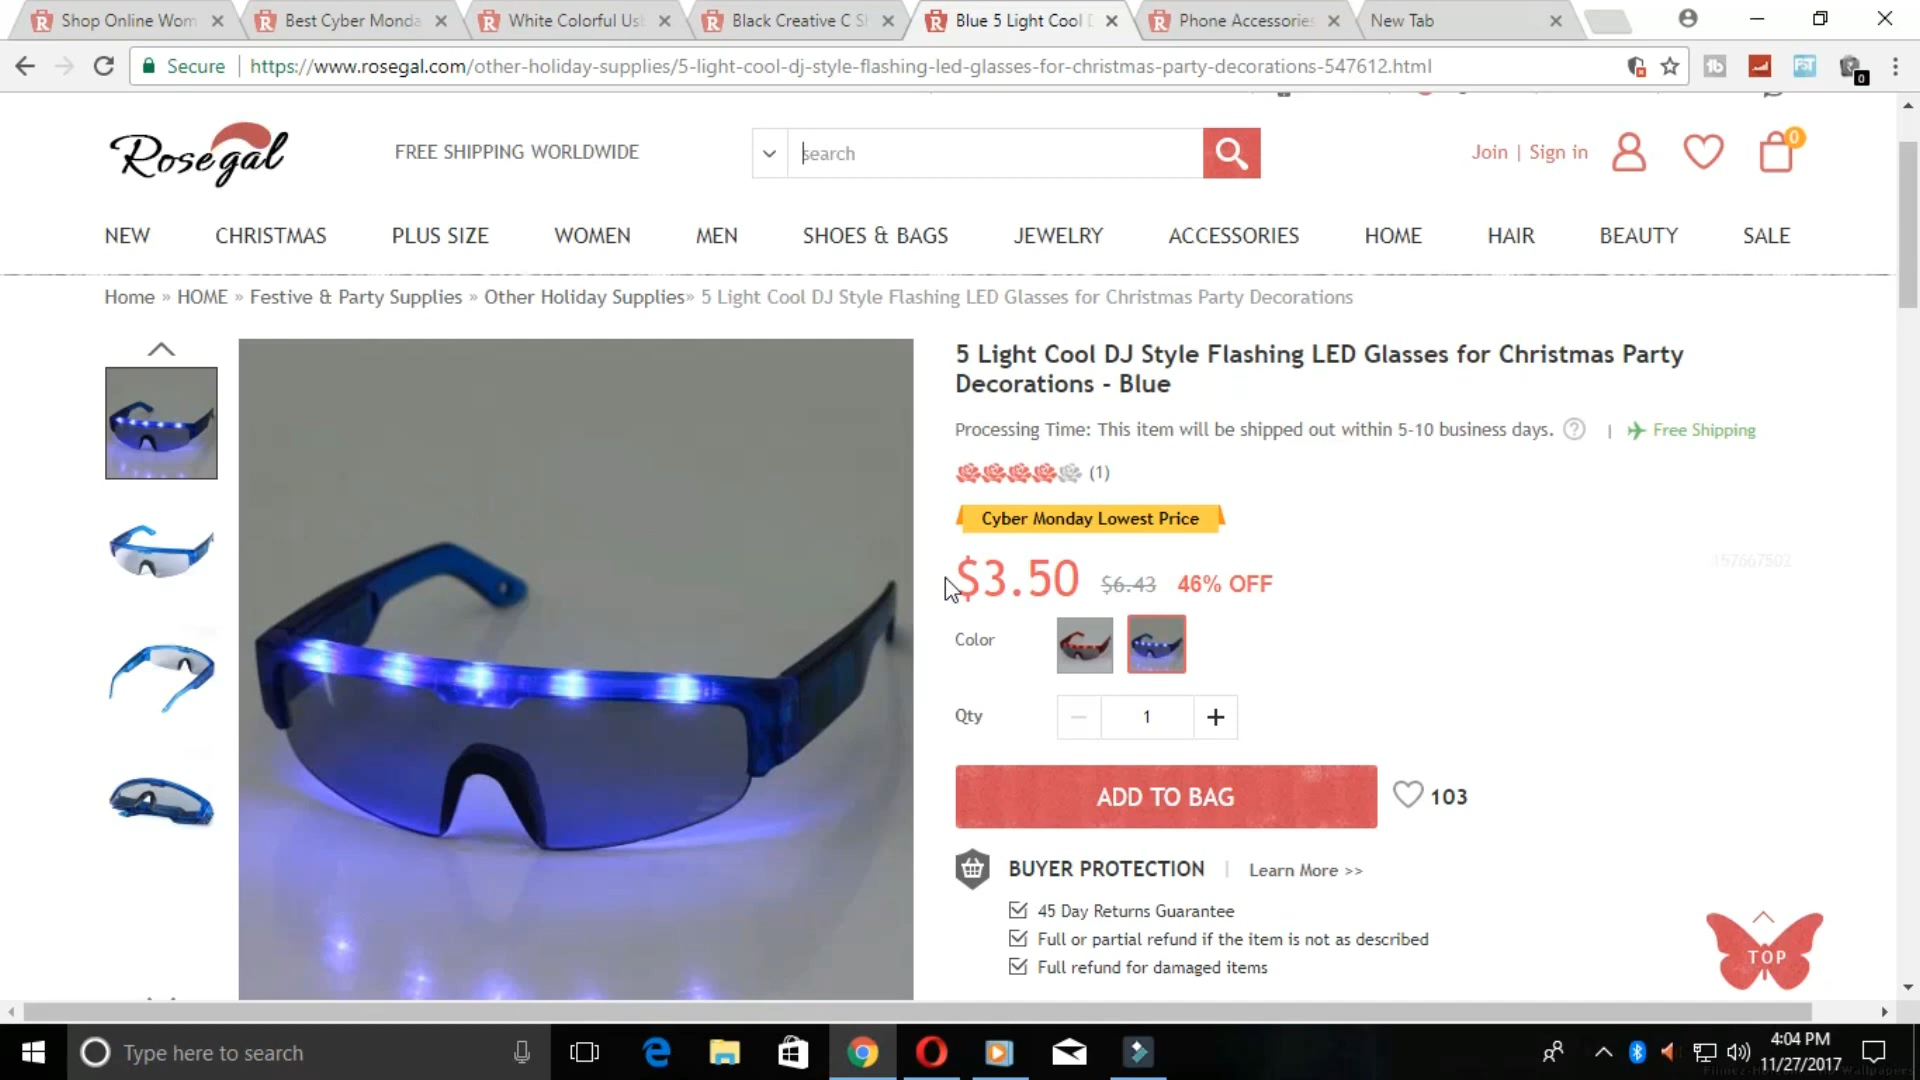 Shop Online Wom
Best Cyber Monda
White Colorful Usl
Black Creative C Sl
Blue 5 Light Cool D
Phone Accessories
New Tab
Secure
https://www.rosegal.com/other-holiday-supplies/5-light-cool-dj-style-flashing-led-glasses-for-christmas-party-decorations-547612.html
Rosegal
FREE SHIPPING WORLDWIDE
search
Join | Sign in
0
NEW CHRISTMAS PLUS SIZE WOMEN MEN SHOES & BAGS JEWELRY ACCESSORIES HOME HAIR BEAUTY SALE
Home » HOME » Festive & Party Supplies » Other Holiday Supplies» 5 Light Cool DJ Style Flashing LED Glasses for Christmas Party Decorations
5 Light Cool DJ Style Flashing LED Glasses for Christmas Party
Decorations - Blue
Processing Time: This item will be shipped out within 5-10 business days. ? | Free Shipping
(1)
Cyber Monday Lowest Price
157667502
$3.50 $6.43 46% OFF
Color
Qty 1 +
ADD TO BAG 103
BUYER PROTECTION | Learn More >>
45 Day Returns Guarantee
Full or partial refund if the item is not as described
Full refund for damaged items
TOP
Type here to search
4:04 PM
11/27/2017